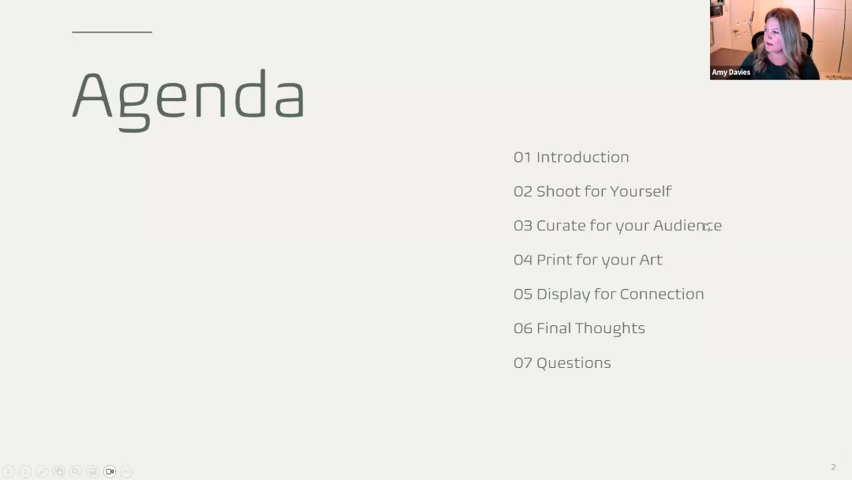 Agenda
Amy Davies
01 Introduction
02 Shoot for Yourself
03 Curate for your Audience
04 Print for your Art
05 Display for Connection
06 Final Thoughts
07 Questions
2